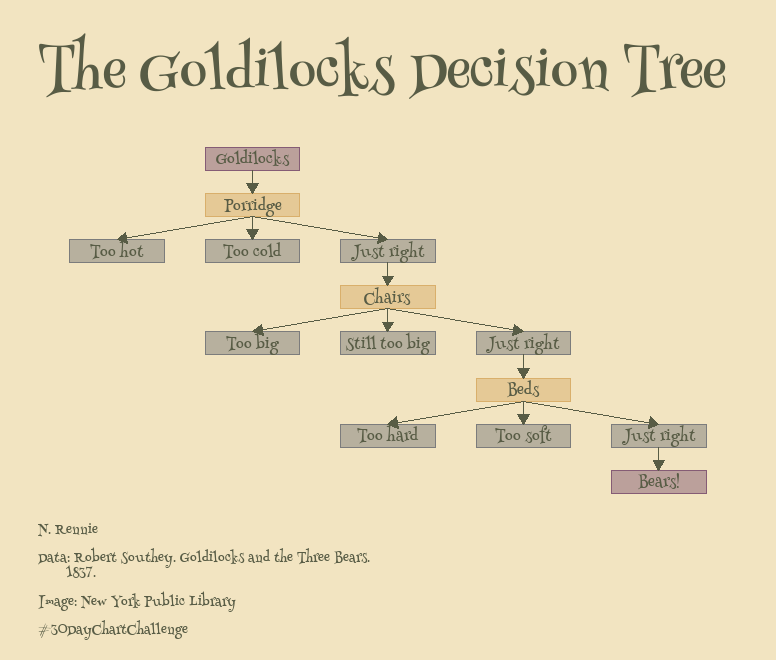 The Goldilocks Decision Tree
Goldilocks
Porridge
Too hot
Too cold
Just right
Chairs
Too big
Still too big
Just right
Beds
Too hard
Too soft
Just right
Bears!
N. Rennie
Data: Robert Southey. Goldilocks and the Three Bears.
1837.
Image: New York Public Library
#30DayChartChallenge